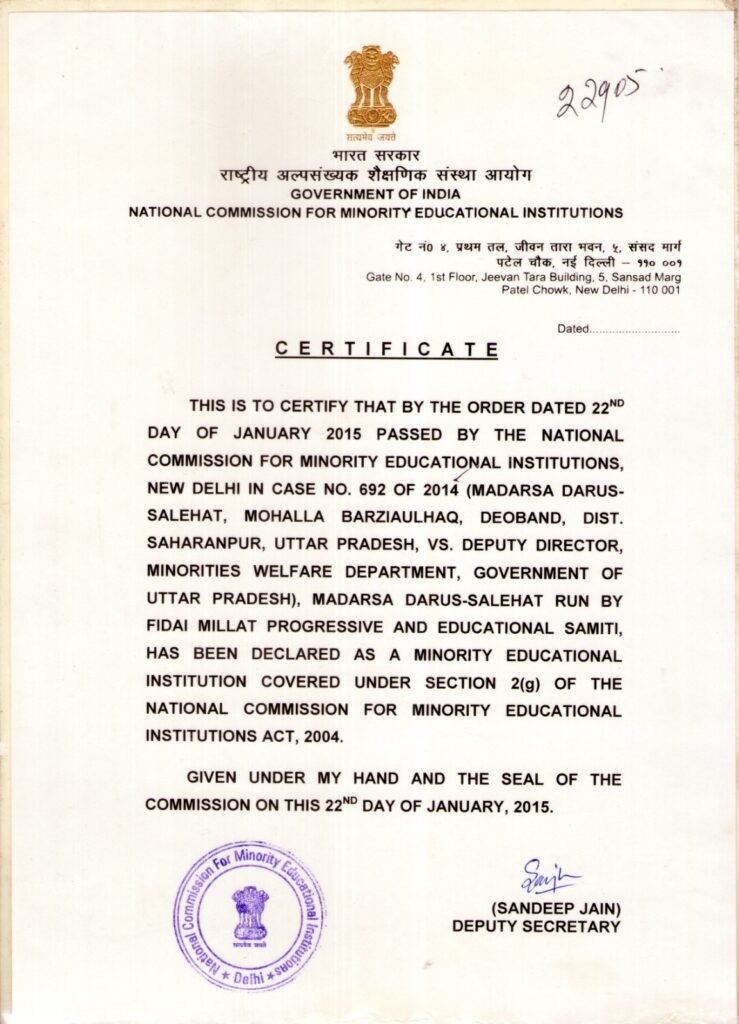 22905
सत्यमेव जयते
भारत सरकार
राष्ट्रीय अल्पसंख्यक शैक्षणिक संस्था आयोग
GOVERNMENT OF INDIA
NATIONAL COMMISSION FOR MINORITY EDUCATIONAL INSTITUTIONS
गेट नं० ४, प्रथम तल, जीवन तारा भवन, ५, संसद मार्ग
पटेल चौक, नई दिल्ली – ११० ००१
Gate No. 4, 1st Floor, Jeevan Tara Building, 5, Sansad Marg
Patel Chowk, New Delhi - 110 001
Dated............................
CERTIFICATE
THIS IS TO CERTIFY THAT BY THE ORDER DATED 22ND
DAY OF JANUARY 2015 PASSED BY THE NATIONAL
COMMISSION FOR MINORITY EDUCATIONAL INSTITUTIONS,
NEW DELHI IN CASE NO. 692 OF 2014 (MADARSA DARUS-
SALEHAT, MOHALLA BARZIAULHAQ, DEOBAND, DIST.
SAHARANPUR, UTTAR PRADESH, VS. DEPUTY DIRECTOR,
MINORITIES WELFARE DEPARTMENT, GOVERNMENT OF
UTTAR PRADESH), MADARSA DARUS-SALEHAT RUN BY
FIDAI MILLAT PROGRESSIVE AND EDUCATIONAL SAMITI,
HAS BEEN DECLARED AS A MINORITY EDUCATIONAL
INSTITUTION COVERED UNDER SECTION 2(g) OF THE
NATIONAL COMMISSION FOR MINORITY EDUCATIONAL
INSTITUTIONS ACT, 2004.
GIVEN UNDER MY HAND AND THE SEAL OF THE
COMMISSION ON THIS 22ND DAY OF JANUARY, 2015.
National Commission For Minority Educational Institutions
★ Delhi ★
सत्यमेव जयते
(SANDEEP JAIN)
DEPUTY SECRETARY